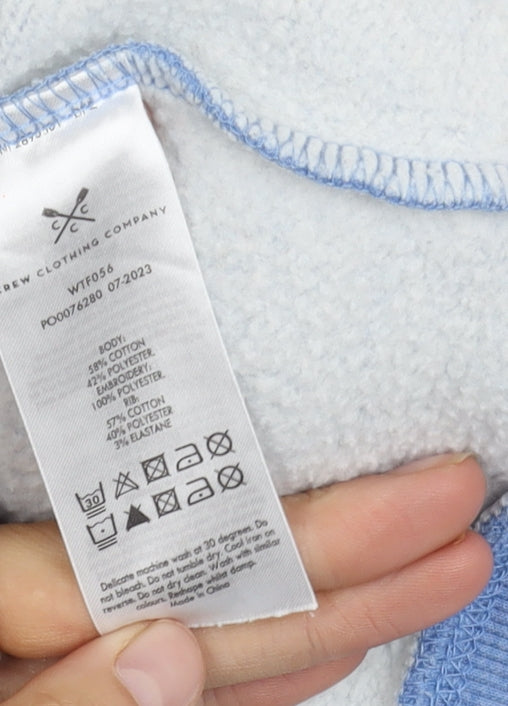 C C
C
CREW CLOTHING COMPANY
WTF056
PO0076280 07-2023
BODY:
58% COTTON
42% POLYESTER.
EMBROIDERY:
100% POLYESTER.
RIB:
57% COTTON
40% POLYESTER
3% ELASTANE
30
Delicate machine wash at 30 degrees. Do
not bleach. Do not tumble dry. Cool iron on
reverse. Do not dry clean. Wash with similar
colours. Reshape whilst damp.
Made in China